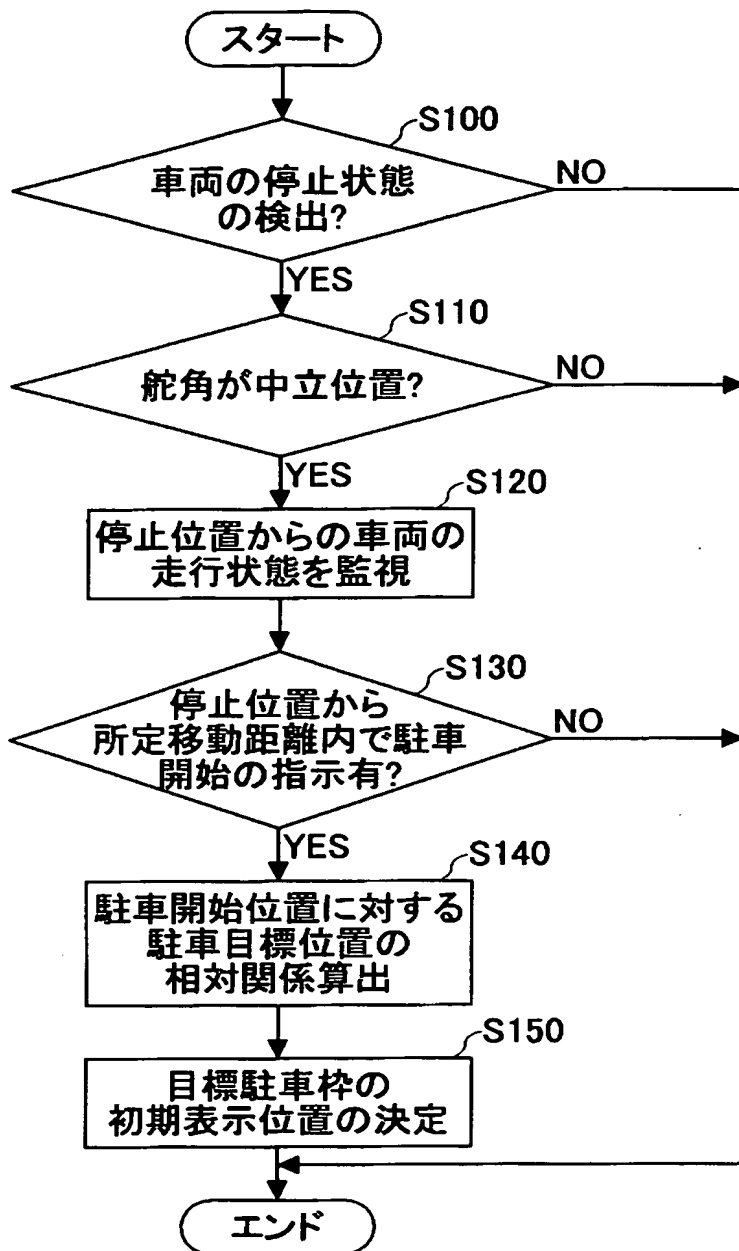 スタート
S100
車両の停止状態
の検出?
NO
YES
S110
舵角が中立位置?
NO
YES
S120
停止位置からの車両の
走行状態を監視
S130
停止位置から
所定移動距離内で駐車
開始の指示有?
NO
YES
S140
駐車開始位置に対する
駐車目標位置の
相対関係算出
S150
目標駐車枠の
初期表示位置の決定
エンド